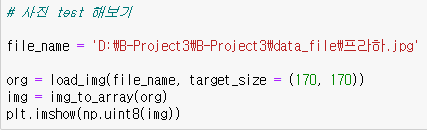 # 사진 test 해보기
file_name = 'D:₩B-Project3₩B-Project3₩data_file₩프라하.jpg'
org = load_img(file_name, target_size = (170, 170))
img = img_to_array(org)
plt.imshow(np.uint8(img))